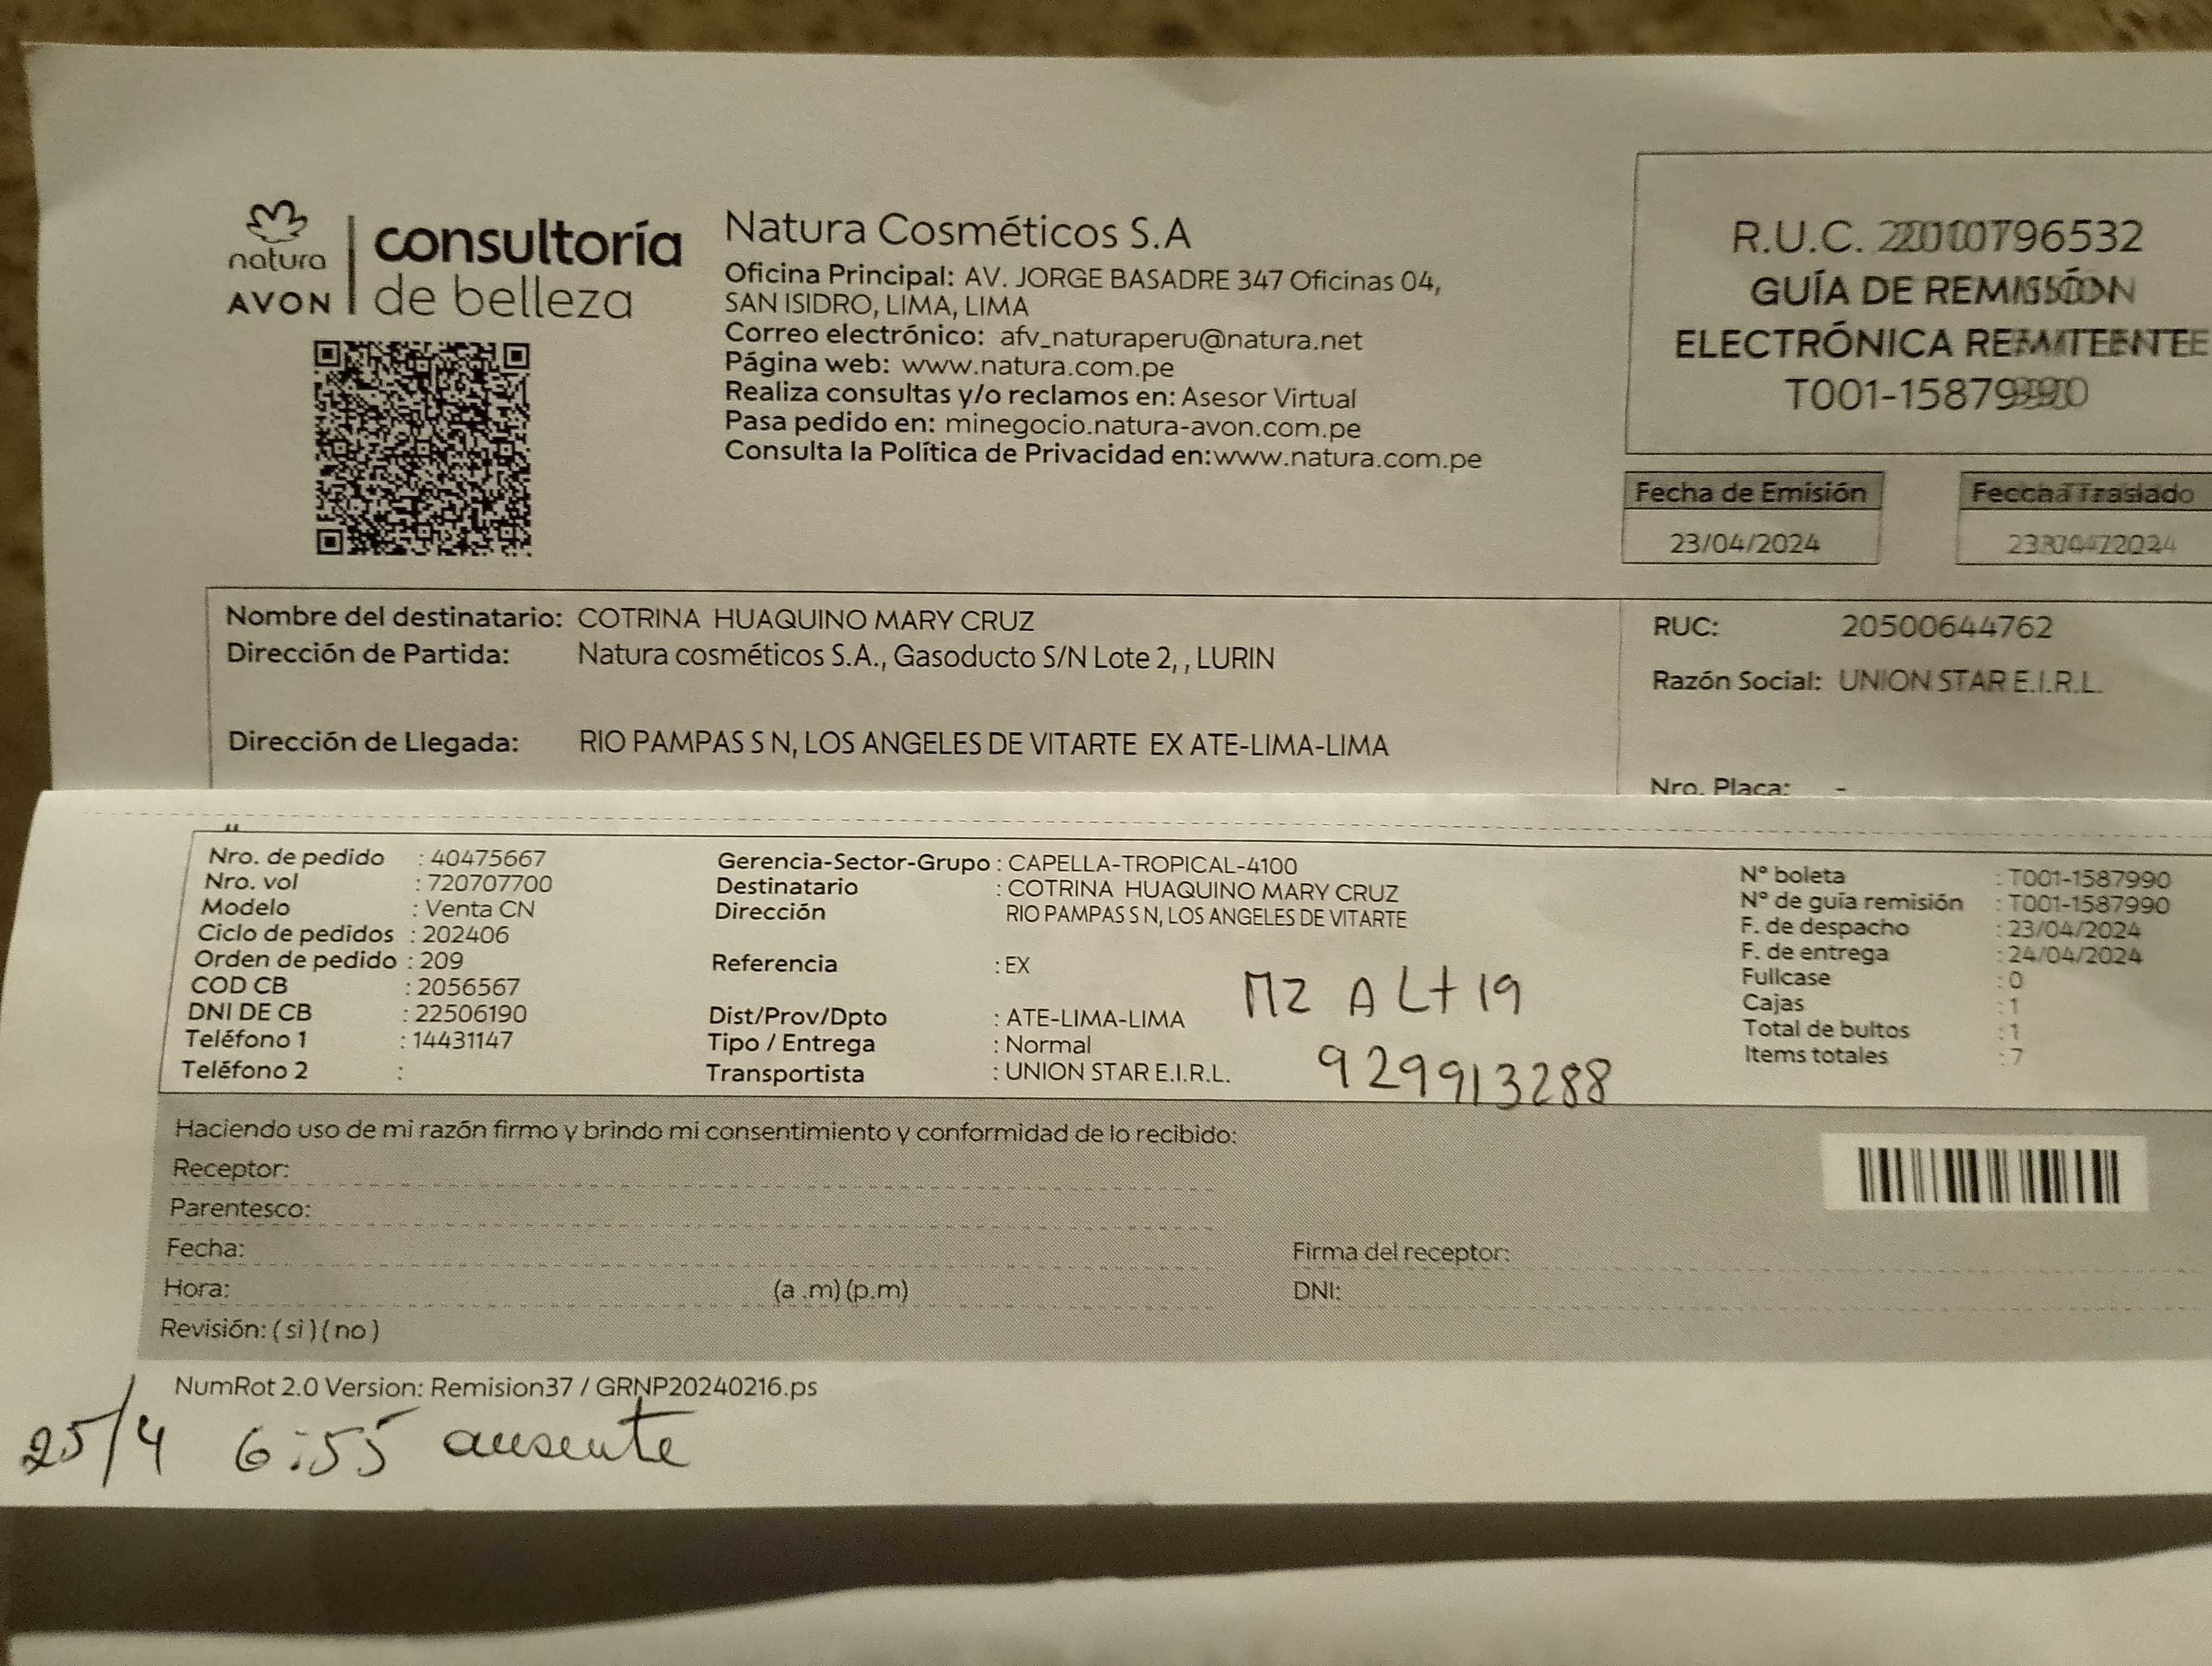 natura
AVON
consultoría
de belleza
Natura Cosméticos S.A
Oficina Principal: AV. JORGE BASADRE 347 Oficinas 04,
SAN ISIDRO, LIMA, LIMA
Correo electrónico: afv_naturaperu@natura.net
Página web: www.natura.com.pe
Realiza consultas y/o reclamos en: Asesor Virtual
Pasa pedido en: minegocio.natura-avon.com.pe
Consulta la Política de Privacidad en:www.natura.com.pe
R.U.C.
GUÍA DE REMISIÓN
ELECTRÓNICA REMITENTE
Fecha de Emisión
23/04/2024
Fecha Traslado
Nombre del destinatario: COTRINA HUAQUINO MARY CRUZ
Dirección de Partida: Natura cosméticos S.A., Gasoducto S/N Lote 2, , LURIN
Dirección de Llegada: RIO PAMPAS S N, LOS ANGELES DE VITARTE EX ATE-LIMA-LIMA
RUC: 20500644762
Razón Social: UNION STAR E.I.R.L.
Nro. Placa: -
Nro. de pedido : 40475667
Nro. vol : 720707700
Modelo : Venta CN
Ciclo de pedidos : 202406
Orden de pedido : 209
COD CB : 2056567
DNI DE CB : 22506190
Teléfono 1 : 14431147
Teléfono 2 :
Gerencia-Sector-Grupo : CAPELLA-TROPICAL-4100
Destinatario : COTRINA HUAQUINO MARY CRUZ
Dirección RIO PAMPAS S N, LOS ANGELES DE VITARTE
Referencia : EX
Dist/Prov/Dpto : ATE-LIMA-LIMA
Tipo / Entrega : Normal
Transportista : UNION STAR E.I.R.L.
MZ A Lt 19
929913288
N° boleta : T001-1587990
N° de guía remisión : T001-1587990
F. de despacho : 23/04/2024
F. de entrega : 24/04/2024
Fullcase : 0
Cajas : 1
Total de bultos : 1
Items totales : 7
Haciendo uso de mi razón firmo y brindo mi consentimiento y conformidad de lo recibido:
Receptor:
Parentesco:
Fecha:
Hora: (a .m) (p.m)
Revisión: ( si ) ( no )
Firma del receptor:
DNI:
NumRot 2.0 Version: Remision37 / GRNP20240216.ps
25/4 6:55 ausente